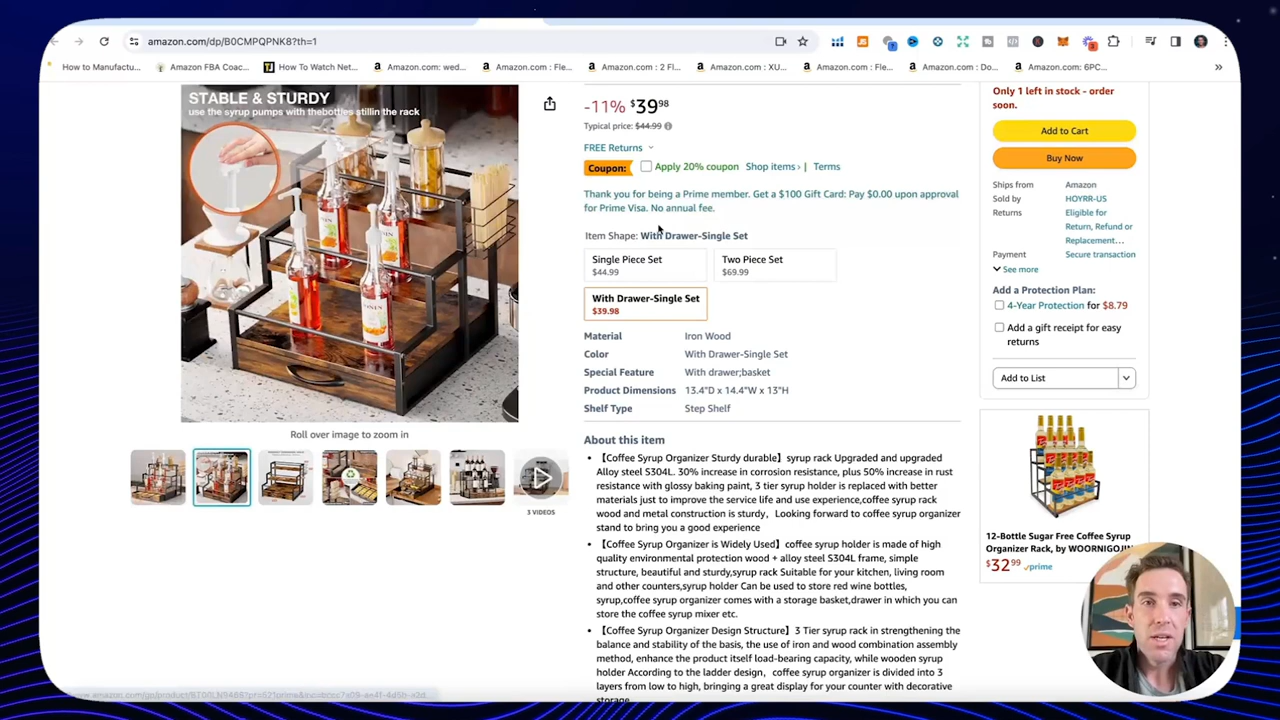 amazon.com/dp/B0CMPQPNK8?th=1
How to Manufactu...
Amazon FBA Coac...
How To Watch Net...
Amazon.com: wed...
Amazon.com : Fle...
Amazon.com : 2 Fl...
Amazon.com : XU...
Amazon.com : Fle...
Amazon.com : Do...
Amazon.com: 6PC...
»
STABLE & STURDY
use the syrup pumps with thebottles stillin the rack
Roll over image to zoom in
3 VIDEOS
-11% $39 98
Typical price: $44.99
FREE Returns
Coupon: Apply 20% coupon Shop items › | Terms
Thank you for being a Prime member. Get a $100 Gift Card: Pay $0.00 upon approval
for Prime Visa. No annual fee.
Item Shape: With Drawer-Single Set
Single Piece Set
$44.99
Two Piece Set
$69.99
With Drawer-Single Set
$39.98
Material Iron Wood
Color With Drawer-Single Set
Special Feature With drawer;basket
Product Dimensions 13.4"D x 14.4"W x 13"H
Shelf Type Step Shelf
About this item
【Coffee Syrup Organizer Sturdy durable】syrup rack Upgraded and upgraded
Alloy steel S304L. 30% increase in corrosion resistance, plus 50% increase in rust
resistance with glossy baking paint, 3 tier syrup holder is replaced with better
materials just to improve the service life and use experience,coffee syrup rack
wood and metal construction is sturdy，Looking forward to coffee syrup organizer
stand to bring you a good experience
【Coffee Syrup Organizer is Widely Used】coffee syrup holder is made of high
quality environmental protection wood + alloy steel S304L frame, simple
structure, beautiful and sturdy,syrup rack Suitable for your kitchen, living room
and other counters,syrup holder Can be used to store red wine bottles,
syrup,coffee syrup organizer comes with a storage basket,drawer in which you can
store the coffee syrup mixer etc.
【Coffee Syrup Organizer Design Structure】3 Tier syrup rack in strengthening the
balance and stability of the basis, the use of iron and wood combination assembly
method, enhance the product itself load-bearing capacity, while wooden syrup
holder According to the ladder design，coffee syrup organizer is divided into 3
layers from low to high, bringing a great display for your counter with decorative
storage
Only 1 left in stock - order
soon.
Add to Cart
Buy Now
Ships from Amazon
Sold by HOYRR-US
Returns Eligible for
Return, Refund or
Replacement...
Payment Secure transaction
See more
Add a Protection Plan:
4-Year Protection for $8.79
Add a gift receipt for easy
returns
Add to List
12-Bottle Sugar Free Coffee Syrup
Organizer Rack, by WOORNIGOJIN
$32 99 prime